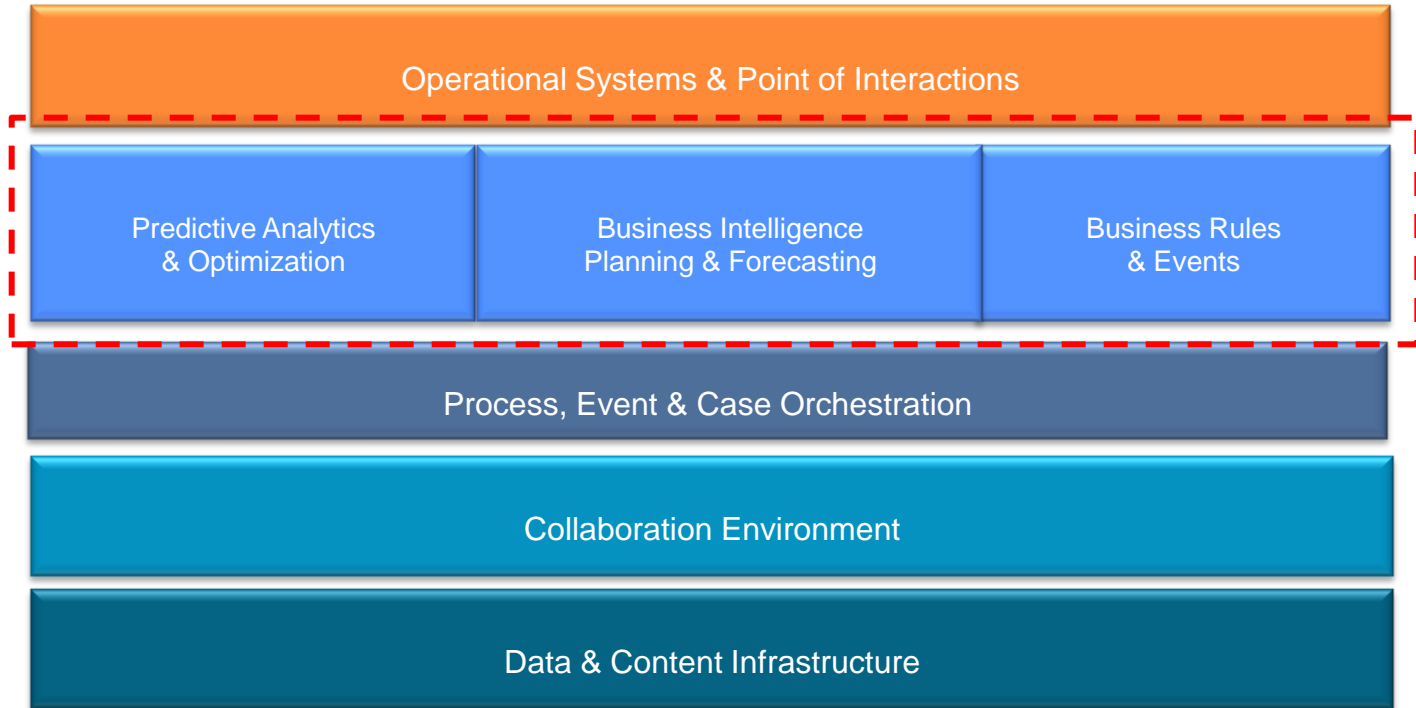 Operational Systems & Point of Interactions
Predictive Analytics
& Optimization
Business Intelligence
Planning & Forecasting
Business Rules
& Events
Process, Event & Case Orchestration
Collaboration Environment
Data & Content Infrastructure